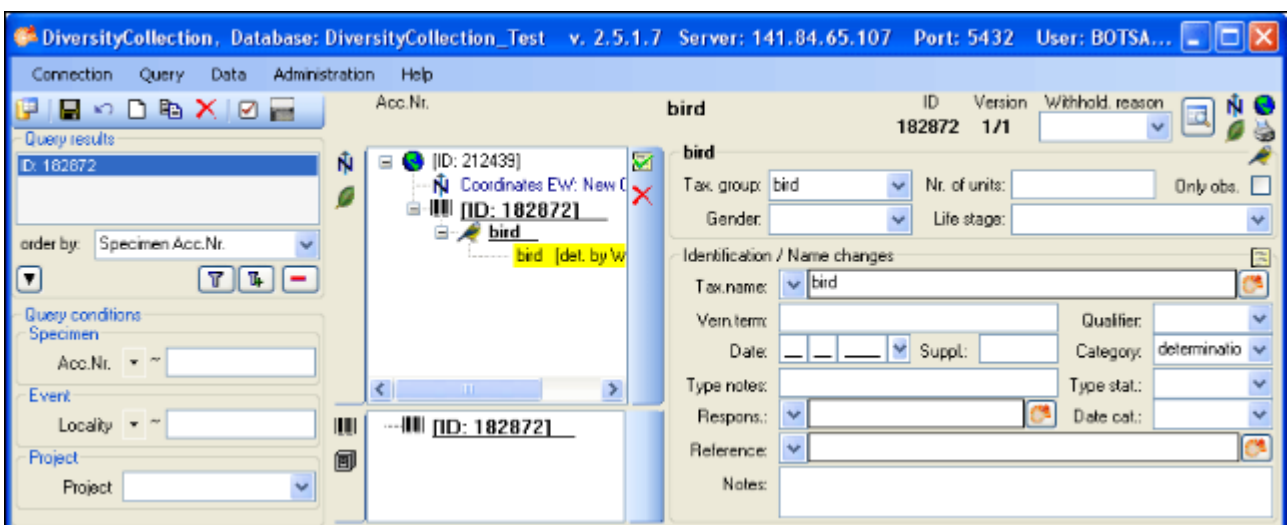 DiversityCollection, Database: DiversityCollection_Test v. 2.5.1.7 Server: 141.84.65.107 Port: 5432 User: BOTSA...
Connection Query Data Administration Help
Acc.Nr. bird ID Version Withhold. reason
182872 1/1
Query results
ID: 182872
order by: Specimen Acc.Nr.
Query conditions
Specimen
Acc.Nr. ~
Event
Locality ~
Project
Project
[ID: 212439]
Coordinates EW: New
[ID: 182872]
bird
bird [det. by W
[ID: 182872]
bird
Tax. group: bird Nr. of units: Only obs.
Gender: Life stage:
Identification / Name changes
Tax.name: bird
Vern.term: Qualifier:
Date: __ __ ____ Suppl.: Category: determinatio
Type notes: Type stat.:
Respons.: Date cat.:
Reference:
Notes: